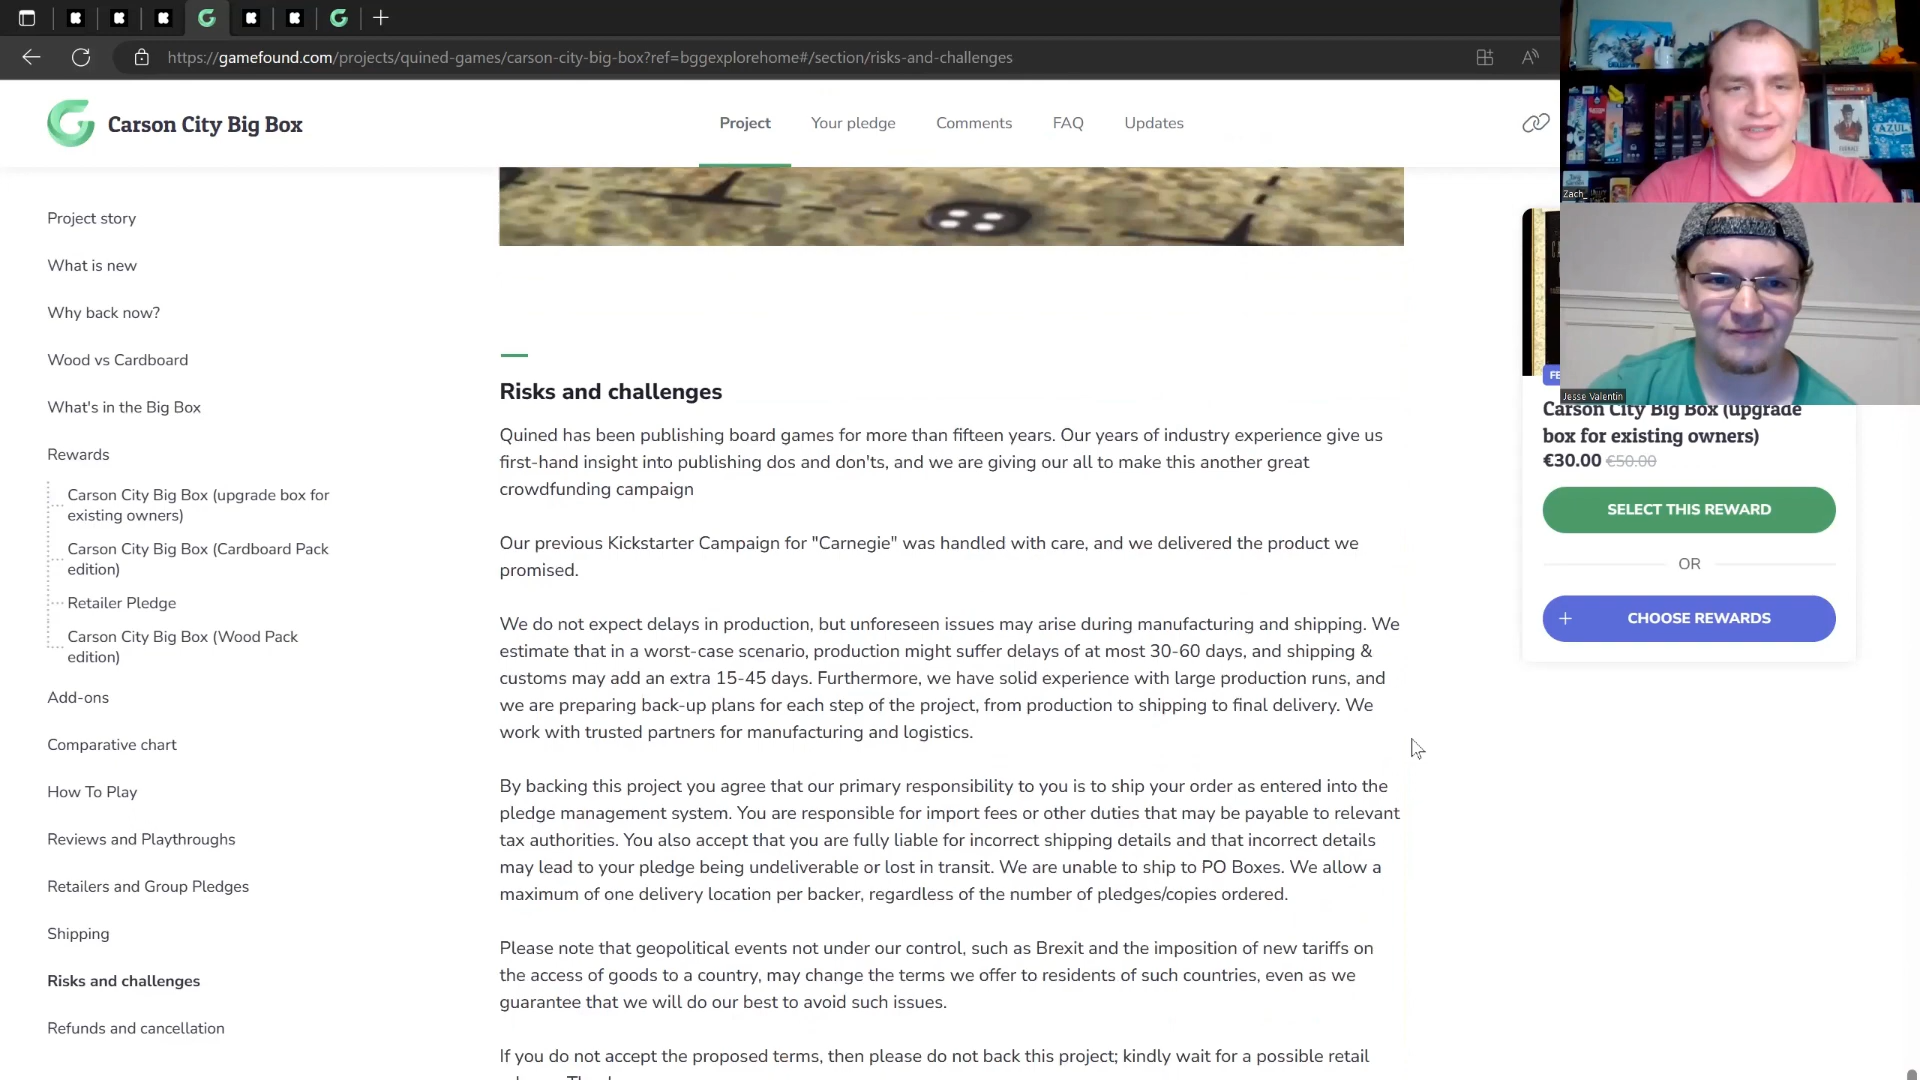 https://gamefound.com/projects/quined-games/carson-city-big-box?ref=bggexplorehome#/section/risks-and-challenges
Carson City Big Box
Project
Your pledge
Comments
FAQ
Updates
Project story
What is new
Why back now?
Wood vs Cardboard
What's in the Big Box
Rewards
Carson City Big Box (upgrade box for
existing owners)
Carson City Big Box (Cardboard Pack
edition)
Retailer Pledge
Carson City Big Box (Wood Pack
edition)
Add-ons
Comparative chart
How To Play
Reviews and Playthroughs
Retailers and Group Pledges
Shipping
Risks and challenges
Refunds and cancellation
Risks and challenges
Quined has been publishing board games for more than fifteen years. Our years of industry experience give us
first-hand insight into publishing dos and don'ts, and we are giving our all to make this another great
crowdfunding campaign
Our previous Kickstarter Campaign for "Carnegie" was handled with care, and we delivered the product we
promised.
We do not expect delays in production, but unforeseen issues may arise during manufacturing and shipping. We
estimate that in a worst-case scenario, production might suffer delays of at most 30-60 days, and shipping &
customs may add an extra 15-45 days. Furthermore, we have solid experience with large production runs, and
we are preparing back-up plans for each step of the project, from production to shipping to final delivery. We
work with trusted partners for manufacturing and logistics.
By backing this project you agree that our primary responsibility to you is to ship your order as entered into the
pledge management system. You are responsible for import fees or other duties that may be payable to relevant
tax authorities. You also accept that you are fully liable for incorrect shipping details and that incorrect details
may lead to your pledge being undeliverable or lost in transit. We are unable to ship to PO Boxes. We allow a
maximum of one delivery location per backer, regardless of the number of pledges/copies ordered.
Please note that geopolitical events not under our control, such as Brexit and the imposition of new tariffs on
the access of goods to a country, may change the terms we offer to residents of such countries, even as we
guarantee that we will do our best to avoid such issues.
If you do not accept the proposed terms, then please do not back this project; kindly wait for a possible retail
Zach_
AZUL
Jesse Valentin
FE
Carson City Big Box (upgrade
box for existing owners)
€30.00 €50.00
SELECT THIS REWARD
OR
+ CHOOSE REWARDS